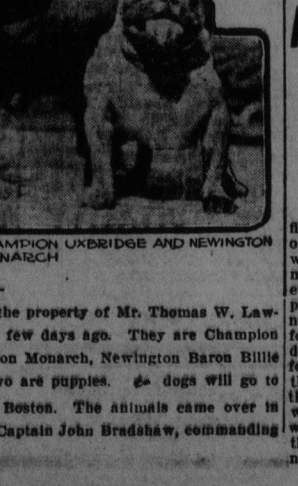 AMPION UXBRIDGE AND NEWINGTON
NARCH
the property of Mr. Thomas W. Law-
few days ago. They are Champion
on Monarch, Newington Baron Billie
vo are puppies. dogs will go to
Boston. The animals came over in
Captain John Bradshaw, commanding